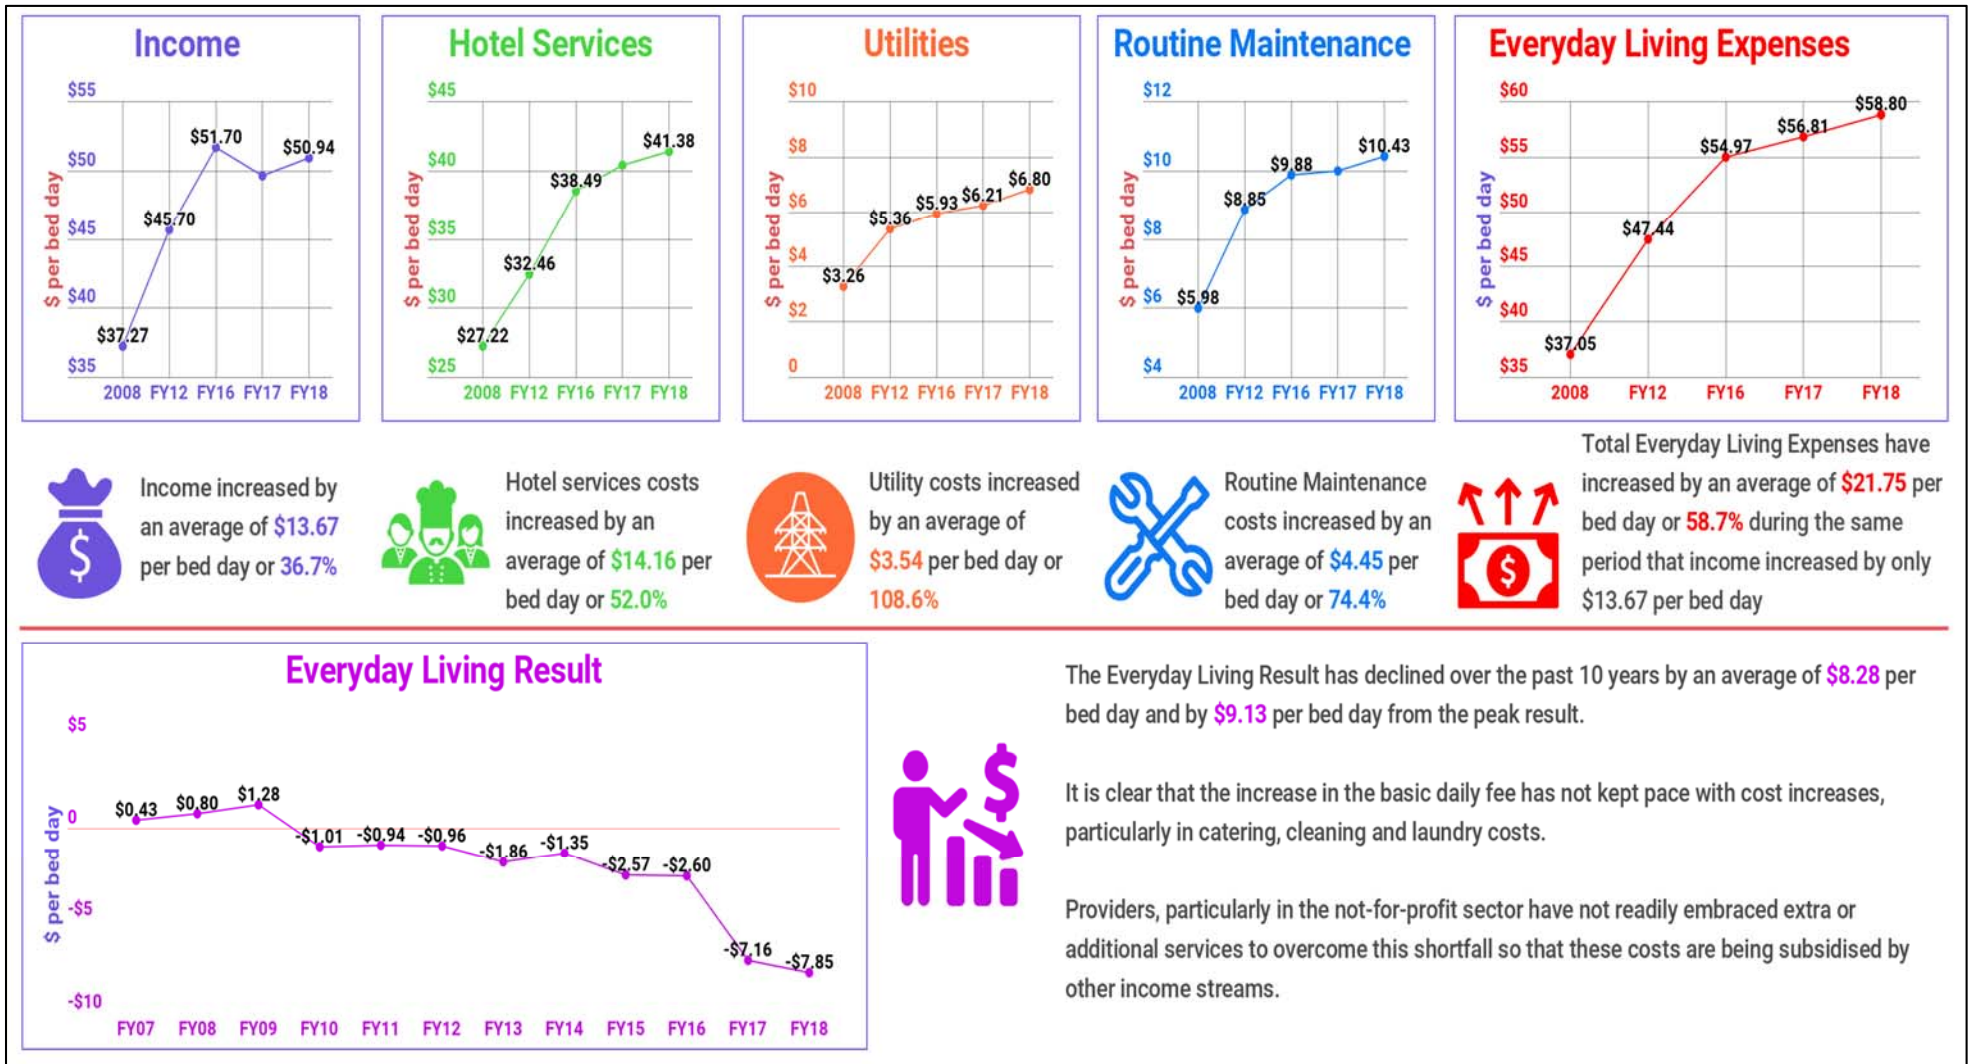 Income
$55
$50
$45
$40
$35
$ per bed day
$37.27
$45.70
$51.70
$50.94
2008 FY12 FY16 FY17 FY18
Hotel Services
$45
$40
$35
$30
$25
$ per bed day
$27.22
$32.46
$38.49
$41.38
2008 FY12 FY16 FY17 FY18
Utilities
$10
$8
$6
$4
$2
0
$ per bed day
$3.26
$5.36
$5.93
$6.21
$6.80
2008 FY12 FY16 FY17 FY18
Routine Maintenance
$12
$10
$8
$6
$4
$ per bed day
$5.98
$8.85
$9.88
$10.43
2008 FY12 FY16 FY17 FY18
Everyday Living Expenses
$60
$55
$50
$45
$40
$35
$ per bed day
$37.05
$47.44
$54.97
$56.81
$58.80
2008 FY12 FY16 FY17 FY18
$
Income increased by
an average of $13.67
per bed day or 36.7%
Hotel services costs
increased by an
average of $14.16 per
bed day or 52.0%
Utility costs increased
by an average of
$3.54 per bed day or
108.6%
Routine Maintenance
costs increased by an
average of $4.45 per
bed day or 74.4%
$
Total Everyday Living Expenses have
increased by an average of $21.75 per
bed day or 58.7% during the same
period that income increased by only
$13.67 per bed day
Everyday Living Result
$5
0
-$5
-$10
$ per bed day
$0.43
$0.80
$1.28
-$1.01
-$0.94
-$0.96
-$1.86
-$1.35
-$2.57
-$2.60
-$7.16
-$7.85
FY07 FY08 FY09 FY10 FY11 FY12 FY13 FY14 FY15 FY16 FY17 FY18
$
The Everyday Living Result has declined over the past 10 years by an average of $8.28 per
bed day and by $9.13 per bed day from the peak result.
It is clear that the increase in the basic daily fee has not kept pace with cost increases,
particularly in catering, cleaning and laundry costs.
Providers, particularly in the not-for-profit sector have not readily embraced extra or
additional services to overcome this shortfall so that these costs are being subsidised by
other income streams.